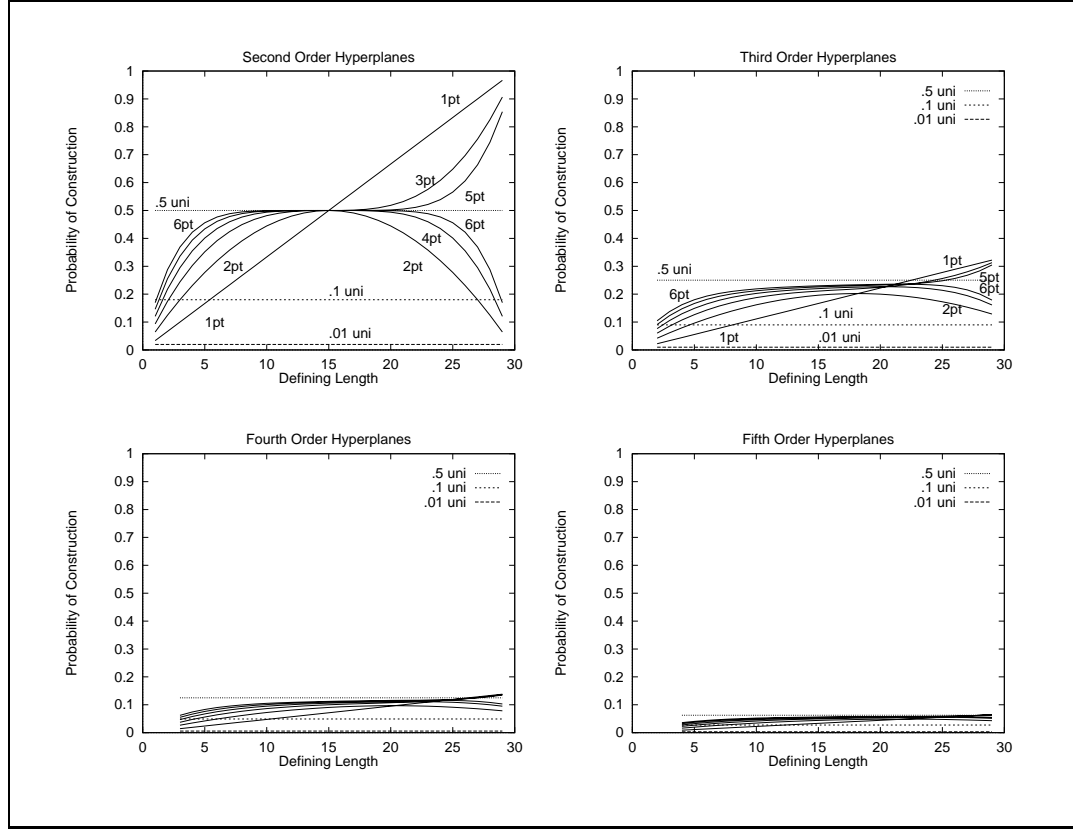 Second Order Hyperplanes
Probability of Construction
1
0.9
0.8
0.7
0.6
0.5
0.4
0.3
0.2
0.1
0
1pt
3pt
5pt
.5 uni
6pt
6pt
4pt
2pt
2pt
.1 uni
1pt
.01 uni
0 5 10 15 20 25 30
Defining Length
Third Order Hyperplanes
Probability of Construction
1
0.9
0.8
0.7
0.6
0.5
0.4
0.3
0.2
0.1
0
.5 uni
.1 uni
.01 uni
1pt
.5 uni
5pt
6pt
6pt
2pt
.1 uni
1pt
.01 uni
0 5 10 15 20 25 30
Defining Length
Fourth Order Hyperplanes
Probability of Construction
1
0.9
0.8
0.7
0.6
0.5
0.4
0.3
0.2
0.1
0
.5 uni
.1 uni
.01 uni
0 5 10 15 20 25 30
Defining Length
Fifth Order Hyperplanes
Probability of Construction
1
0.9
0.8
0.7
0.6
0.5
0.4
0.3
0.2
0.1
0
.5 uni
.1 uni
.01 uni
0 5 10 15 20 25 30
Defining Length